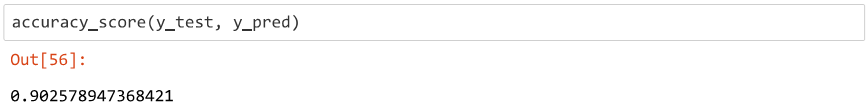 accuracy_score(y_test, y_pred)
Out[56]:
0.902578947368421